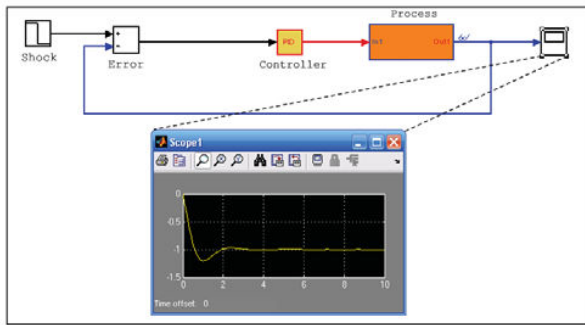 Process
PID
In1
Out1
Shock
Error
Controller
Scope1
0
-0.5
-1
-1.5
0
2
4
6
8
10
Time offset: 0